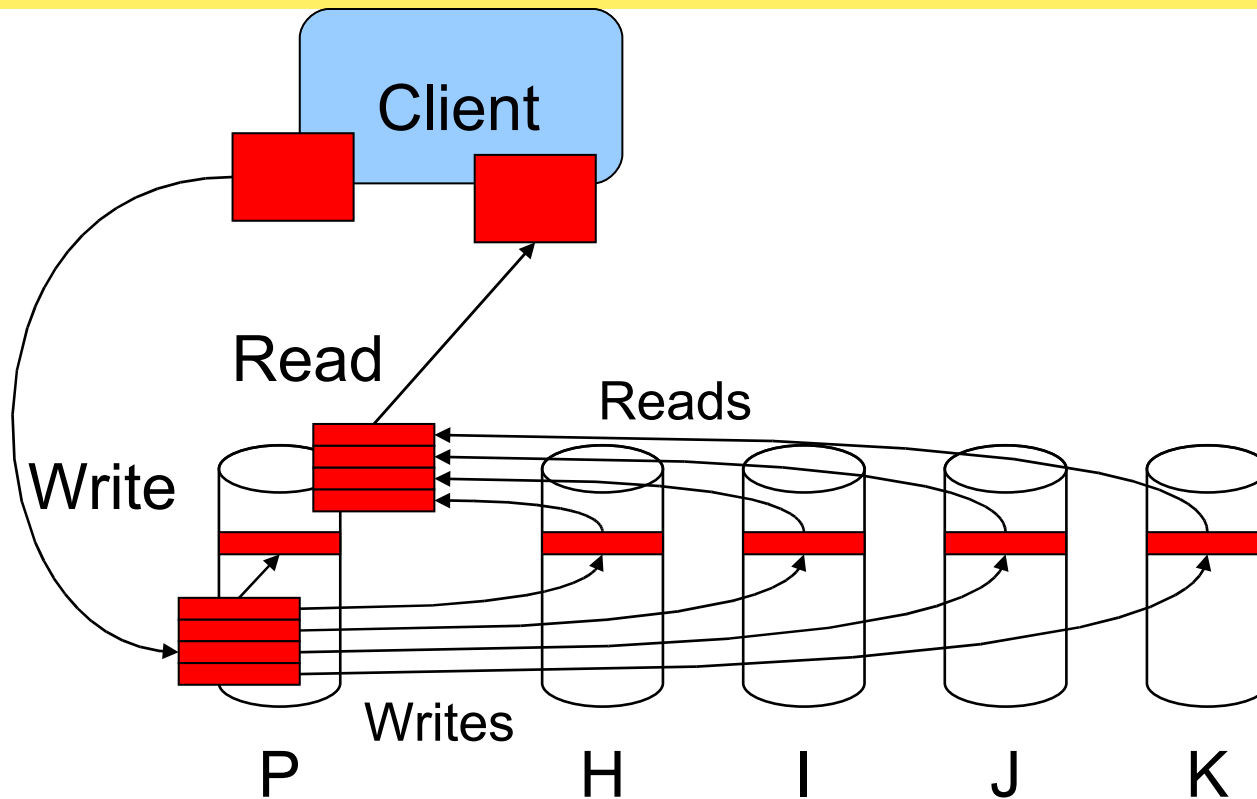 Client
Read
Reads
Write
Writes
P H I J K